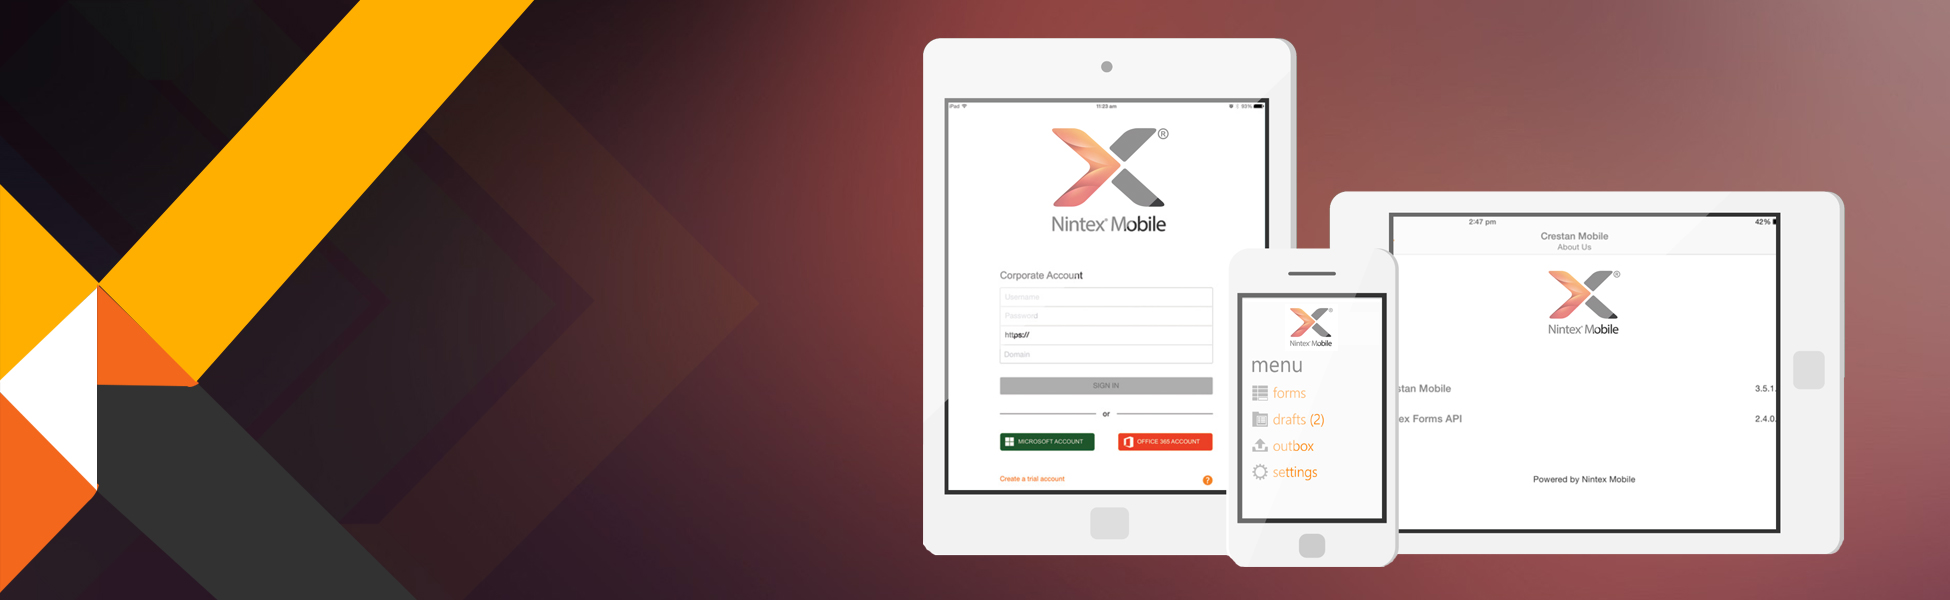 iPad
11:23 am
80%
®
Nintex® Mobile
Corporate Account
Username
Password
https://
Domain
SIGN IN
or
MICROSOFT ACCOUNT
OFFICE 365 ACCOUNT
Create a trial account
?
®
Nintex® Mobile
menu
forms
drafts (2)
outbox
settings
2:47 pm
42%
Crestan Mobile
About Us
®
Nintex® Mobile
stan Mobile
3.5.1.
ex Forms API
2.4.0.
Powered by Nintex Mobile